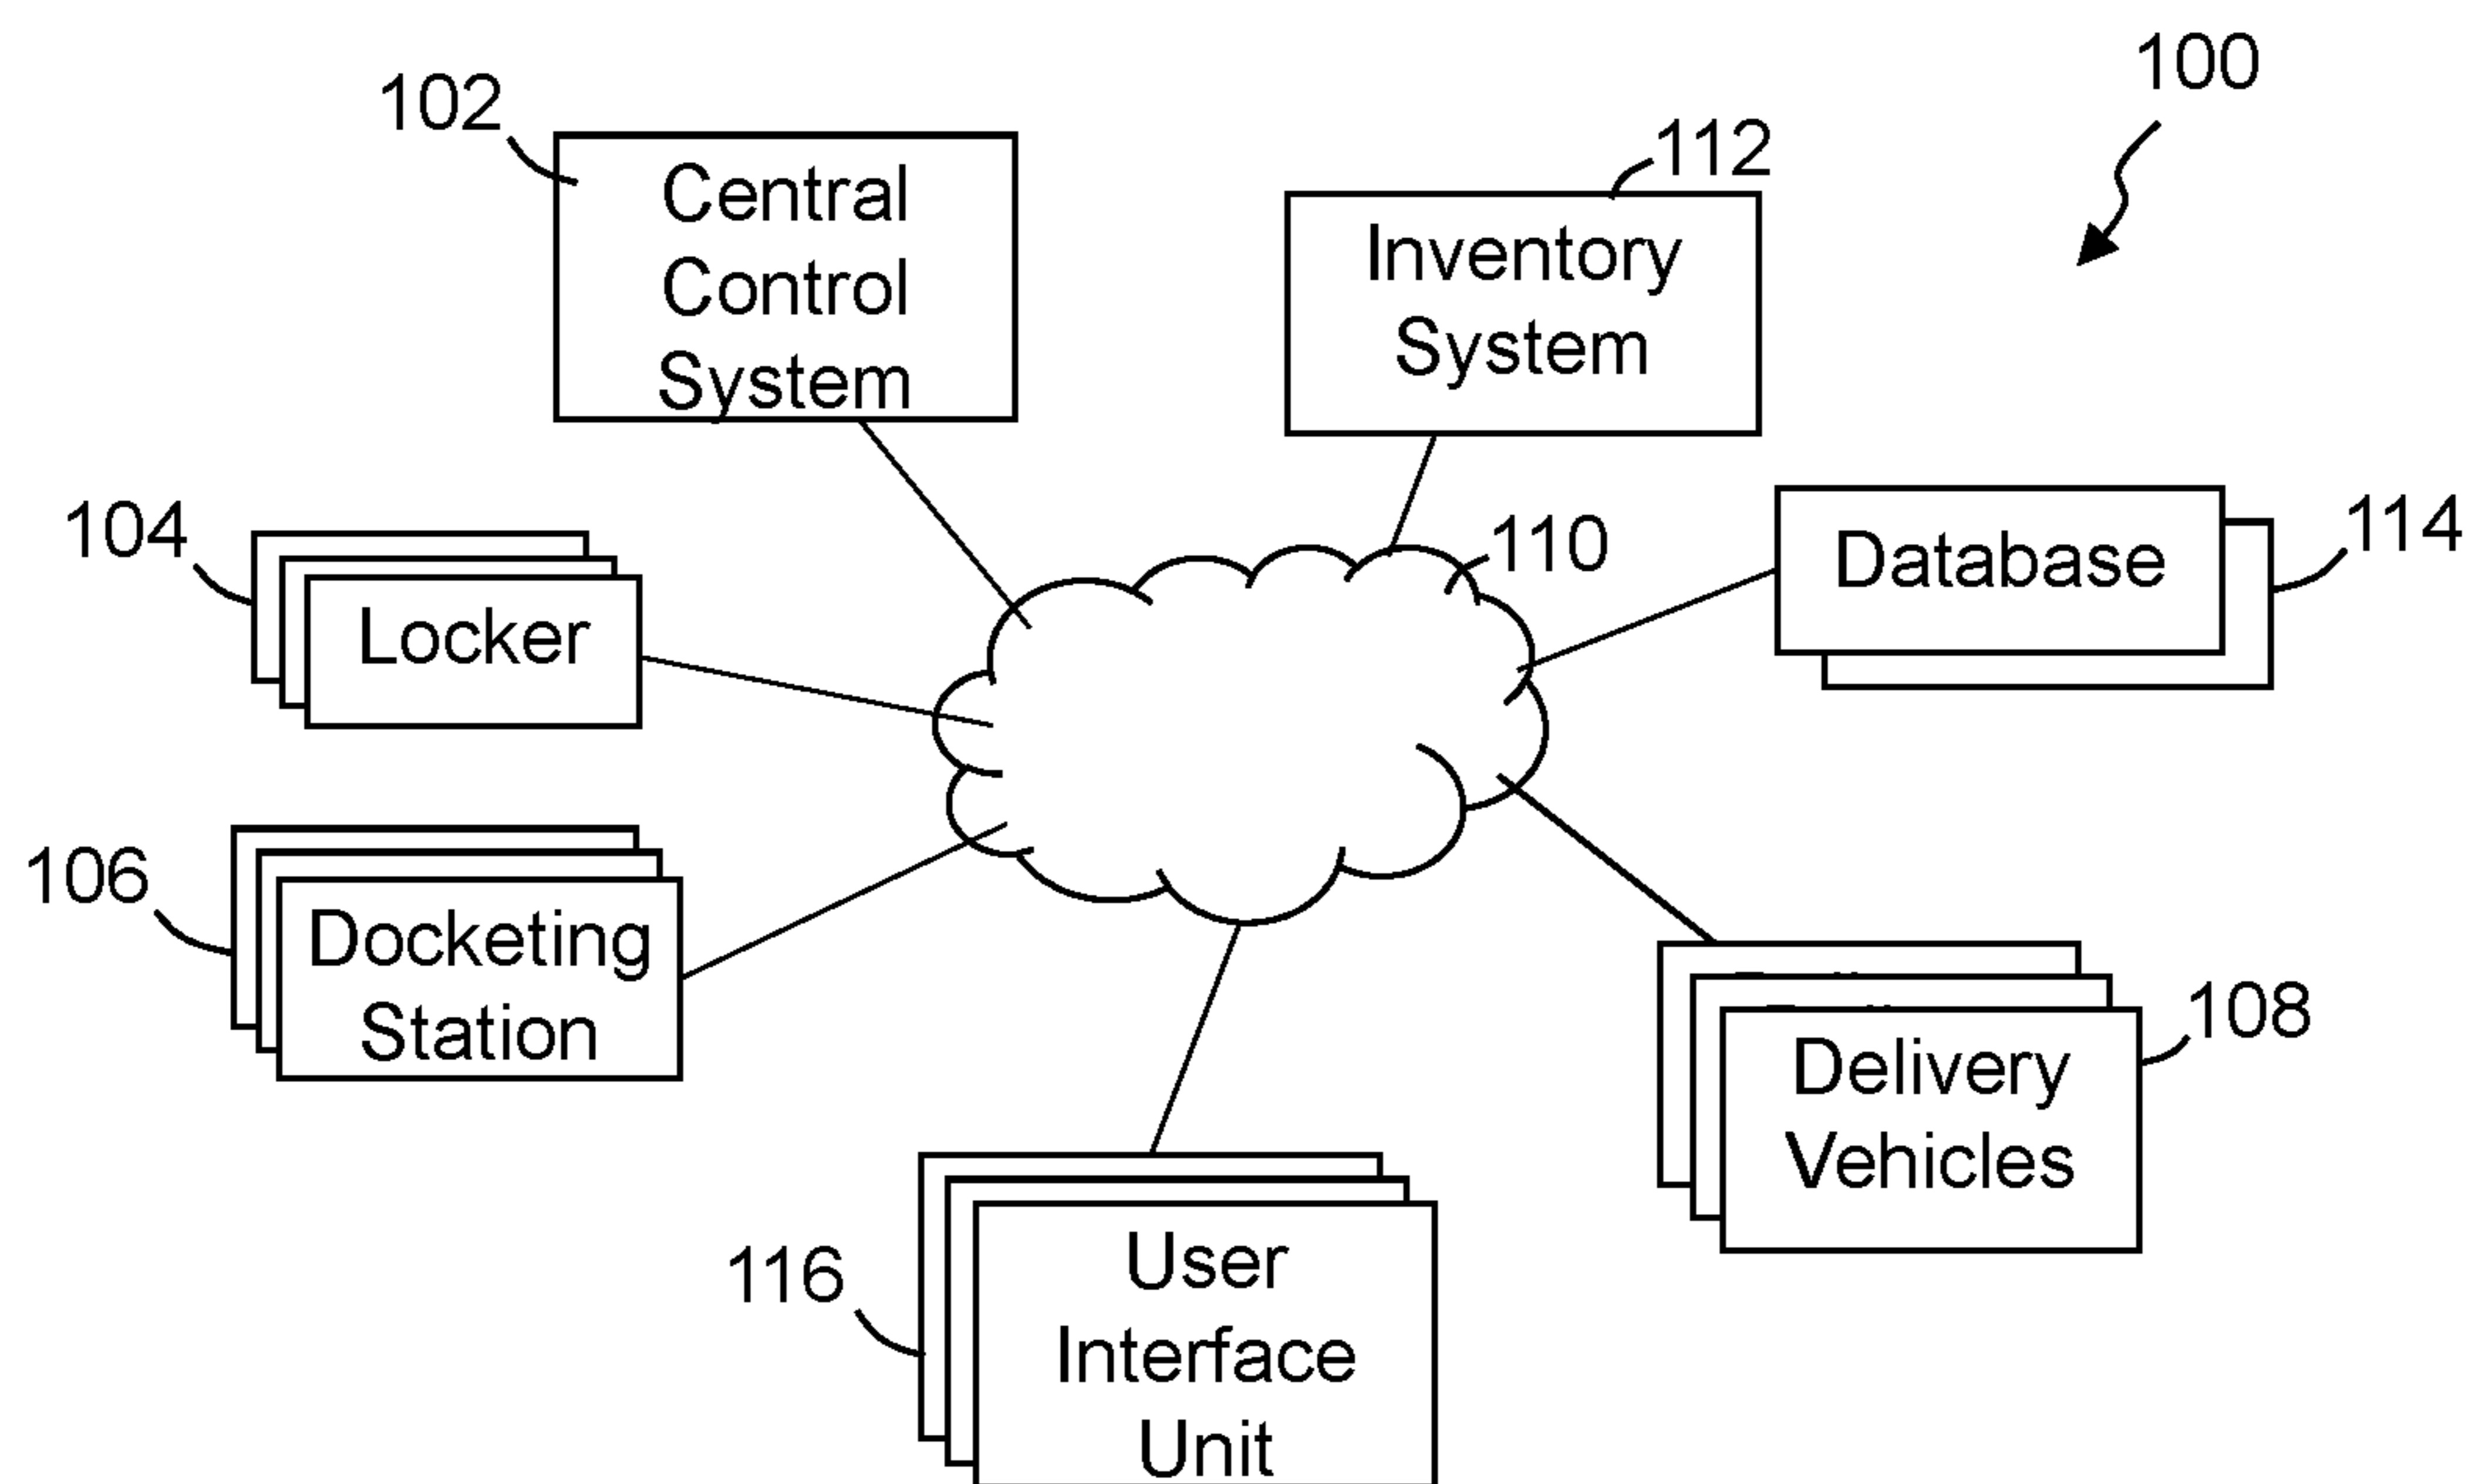 100
102
Central
Control
System
112
Inventory
System
104
Locker
110
Database
114
106
Docketing
Station
108
Delivery
Vehicles
116
User
Interface
Unit